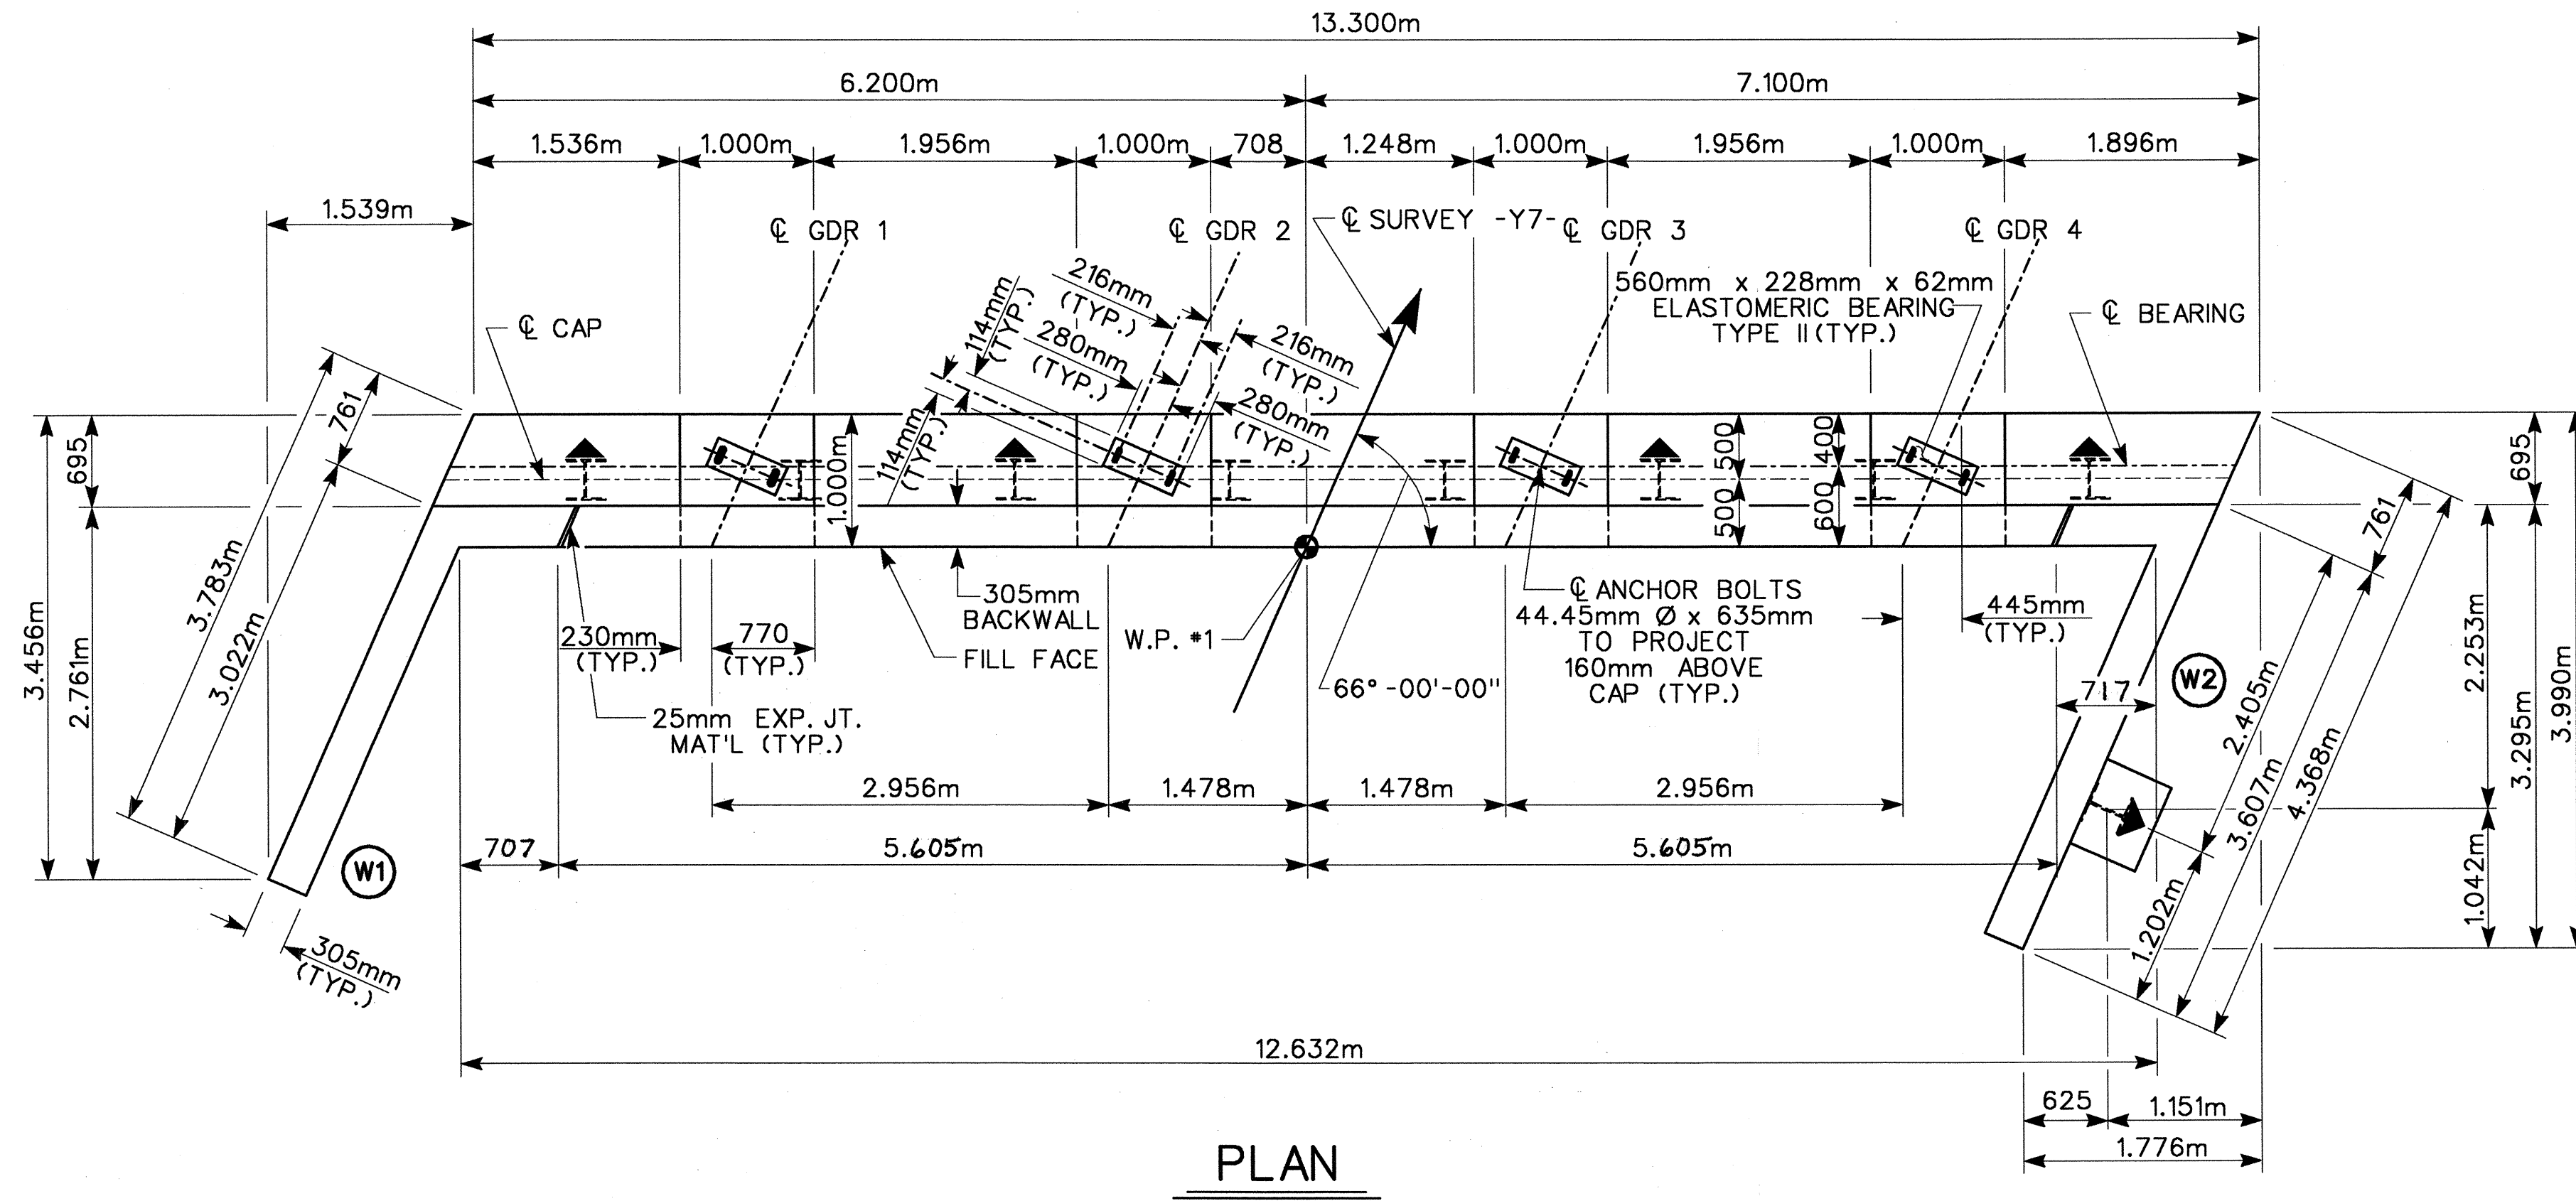 13.300m
6.200m
7.100m
1.536m
1.000m
1.956m
1.000m
708
1.248m
1.000m
1.956m
1.000m
1.896m
1.539m
℄ GDR 1
℄ GDR 2
℄ SURVEY -Y7-
℄ GDR 3
℄ GDR 4
℄ CAP
114mm
(TYP.)
216mm
(TYP.)
280mm
(TYP.)
216mm
(TYP.)
280mm
(TYP.)
114mm
(TYP.)
560mm x 228mm x 62mm
ELASTOMERIC BEARING
TYPE II (TYP.)
℄ BEARING
761
695
1.000m
500
400
500
600
695
761
3.783m
3.022m
3.456m
2.761m
305mm
BACKWALL
FILL FACE
W.P. #1
66°-00'-00"
℄ ANCHOR BOLTS
44.45mm Ø x 635mm
TO PROJECT
160mm ABOVE
CAP (TYP.)
445mm
(TYP.)
230mm
(TYP.)
770
(TYP.)
25mm EXP. JT.
MAT'L (TYP.)
717
W2
2.405m
3.607m
4.368m
2.253m
3.295m
3.990m
1.042m
1.202m
2.956m
1.478m
1.478m
2.956m
707
5.605m
5.605m
W1
305mm
(TYP.)
12.632m
625
1.151m
1.776m
PLAN